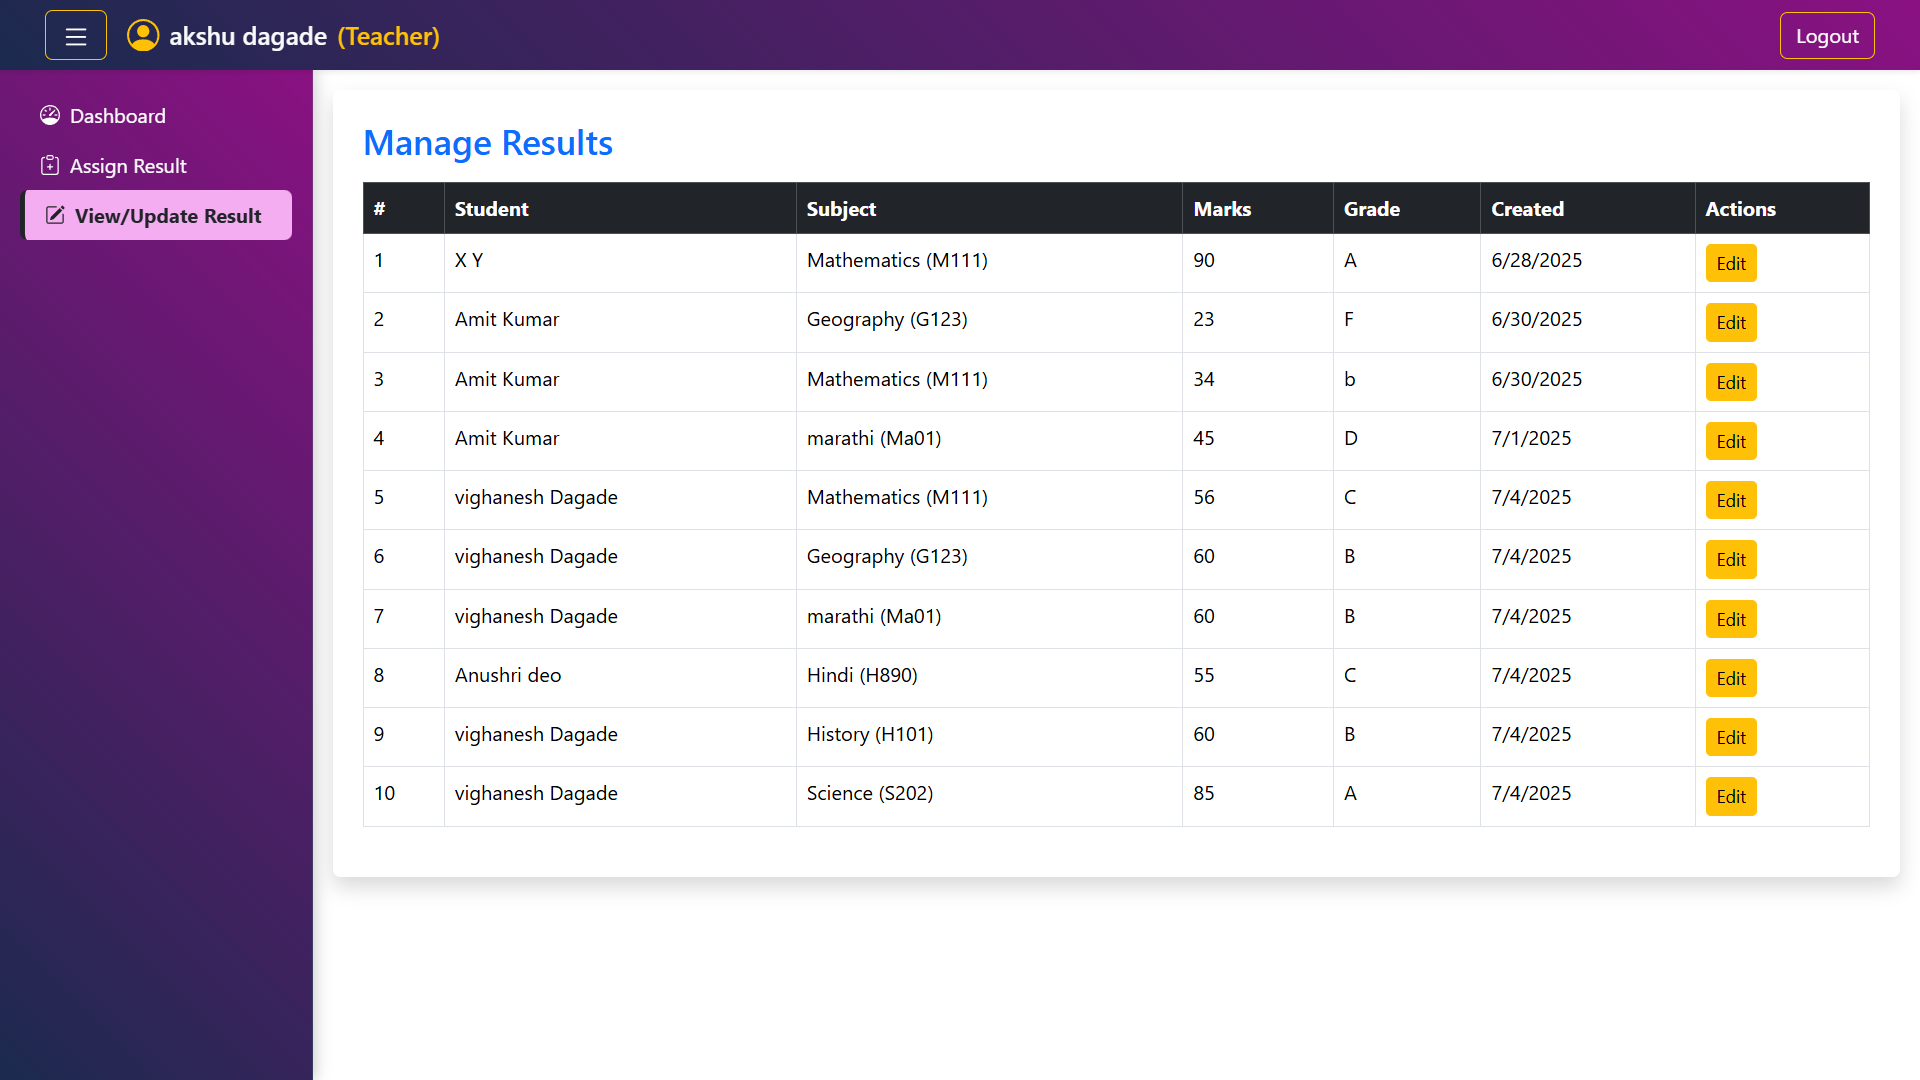 akshu dagade (Teacher) Logout
Dashboard
Assign Result
View/Update Result
Manage Results
# Student Subject Marks Grade Created Actions
1 X Y Mathematics (M111) 90 A 6/28/2025 Edit
2 Amit Kumar Geography (G123) 23 F 6/30/2025 Edit
3 Amit Kumar Mathematics (M111) 34 b 6/30/2025 Edit
4 Amit Kumar marathi (Ma01) 45 D 7/1/2025 Edit
5 vighanesh Dagade Mathematics (M111) 56 C 7/4/2025 Edit
6 vighanesh Dagade Geography (G123) 60 B 7/4/2025 Edit
7 vighanesh Dagade marathi (Ma01) 60 B 7/4/2025 Edit
8 Anushri deo Hindi (H890) 55 C 7/4/2025 Edit
9 vighanesh Dagade History (H101) 60 B 7/4/2025 Edit
10 vighanesh Dagade Science (S202) 85 A 7/4/2025 Edit